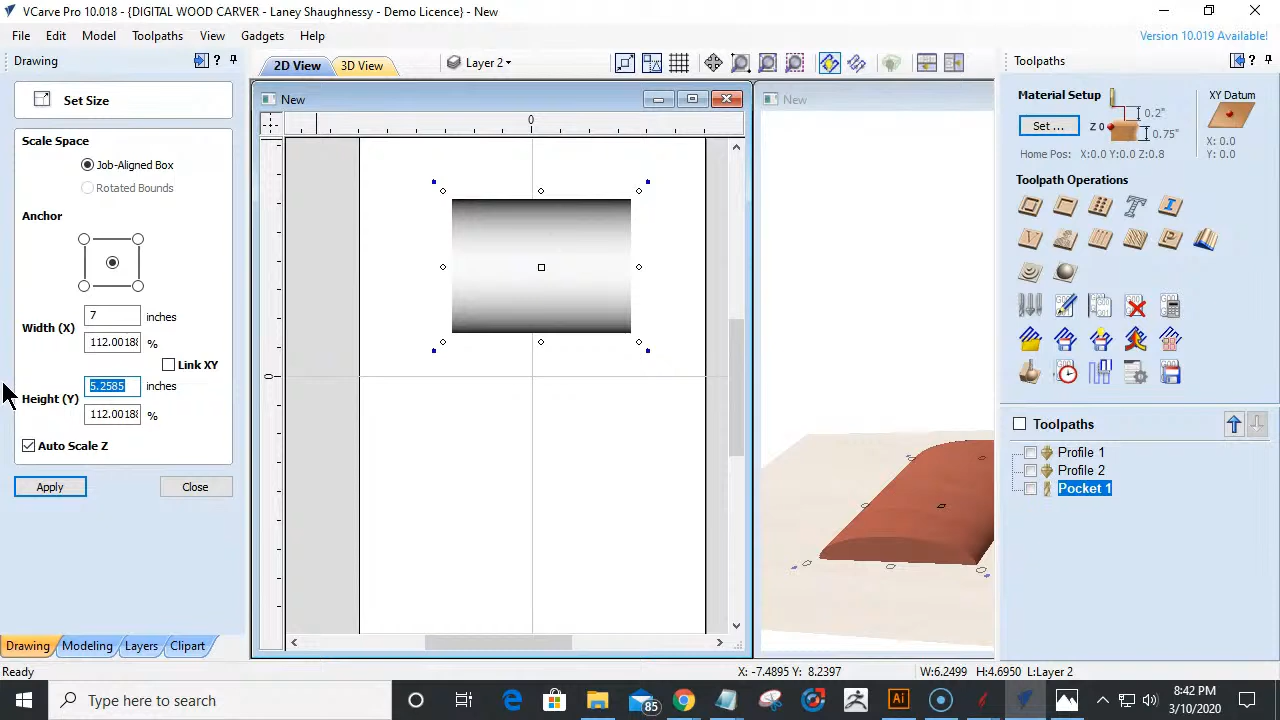 VCarve Pro 10.018 - {DIGITAL WOOD CARVER - Laney Shaughnessy - Demo Licence} - New
File Edit Model Toolpaths View Gadgets Help
Version 10.019 Available!
Drawing
Set Size
Scale Space
Job-Aligned Box
Rotated Bounds
Anchor
Width (X)
7
inches
112.0018
%
Link XY
Height (Y)
5.2585
inches
112.0018
%
Auto Scale Z
Apply
Close
Drawing Modeling Layers Clipart
2D View
3D View
Layer 2
New
0
0
New
Toolpaths
Material Setup
Set ...
Z 0
0.2"
0.75"
XY Datum
X: 0.0
Y: 0.0
Home Pos: X:0.0 Y:0.0 Z:0.8
Toolpath Operations
Toolpaths
Profile 1
Profile 2
Pocket 1
Ready
X: -7.4895 Y: 8.2397
W:6.2499 H:4.6950 L:Layer 2
Type here to search
85
Ai
8:42 PM
3/10/2020